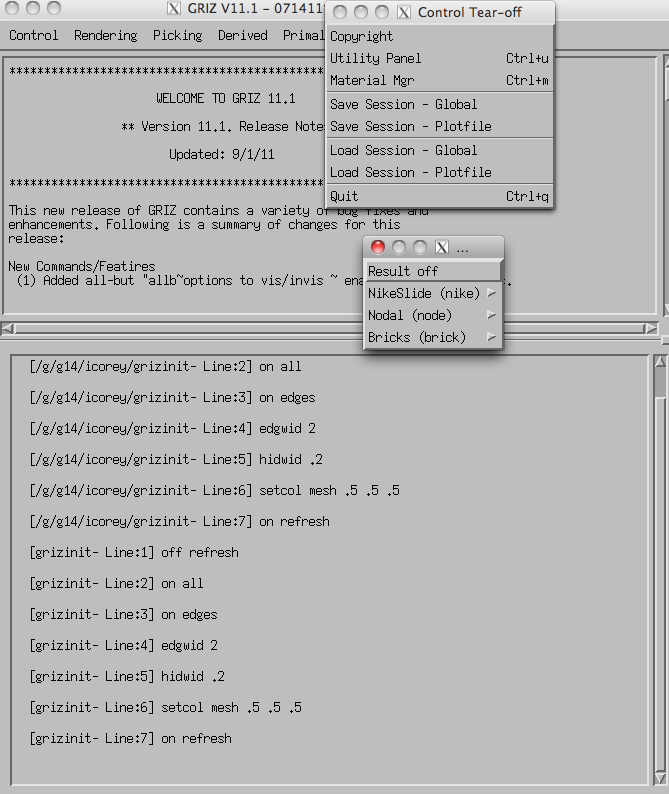 GRIZ V11.1 - 071411
Control Rendering Picking Derived Primal
****************************************
WELCOME TO GRIZ 11.1
** Version 11.1. Release Note
Updated: 9/1/11
****************************************
This new release of GRIZ contains a variety of bug fixes and
enhancements. Following is a summary of changes for this
release:
New Commands/Featires
(1) Added all-but "allb~options to vis/invis ~ ena
Control Tear-off
Copyright
Utility Panel Ctrl+u
Material Mgr Ctrl+m
Save Session - Global
Save Session - Plotfile
Load Session - Global
Load Session - Plotfile
Quit Ctrl+q
...
Result off
NikeSlide (nike)
Nodal (node)
Bricks (brick)
[/g/g14/icorey/grizinit- Line:2] on all
[/g/g14/icorey/grizinit- Line:3] on edges
[/g/g14/icorey/grizinit- Line:4] edgwid 2
[/g/g14/icorey/grizinit- Line:5] hidwid .2
[/g/g14/icorey/grizinit- Line:6] setcol mesh .5 .5 .5
[/g/g14/icorey/grizinit- Line:7] on refresh
[grizinit- Line:1] off refresh
[grizinit- Line:2] on all
[grizinit- Line:3] on edges
[grizinit- Line:4] edgwid 2
[grizinit- Line:5] hidwid .2
[grizinit- Line:6] setcol mesh .5 .5 .5
[grizinit- Line:7] on refresh